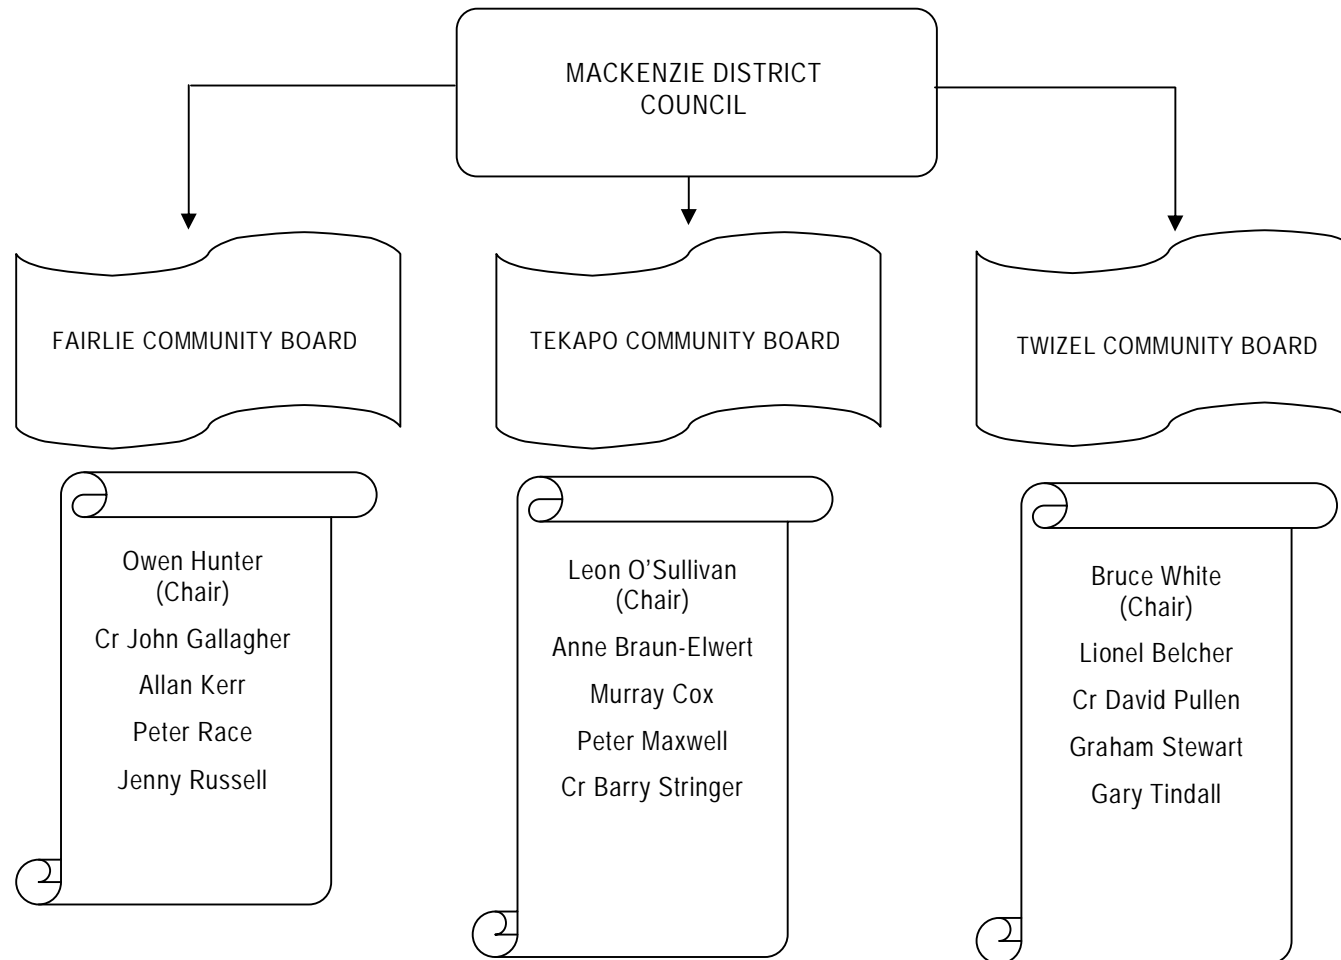 MACKENZIE DISTRICT
COUNCIL
FAIRLIE COMMUNITY BOARD
TEKAPO COMMUNITY BOARD
TWIZEL COMMUNITY BOARD
Owen Hunter
(Chair)
Cr John Gallagher
Allan Kerr
Peter Race
Jenny Russell
Leon O’Sullivan
(Chair)
Anne Braun-Elwert
Murray Cox
Peter Maxwell
Cr Barry Stringer
Bruce White
(Chair)
Lionel Belcher
Cr David Pullen
Graham Stewart
Gary Tindall